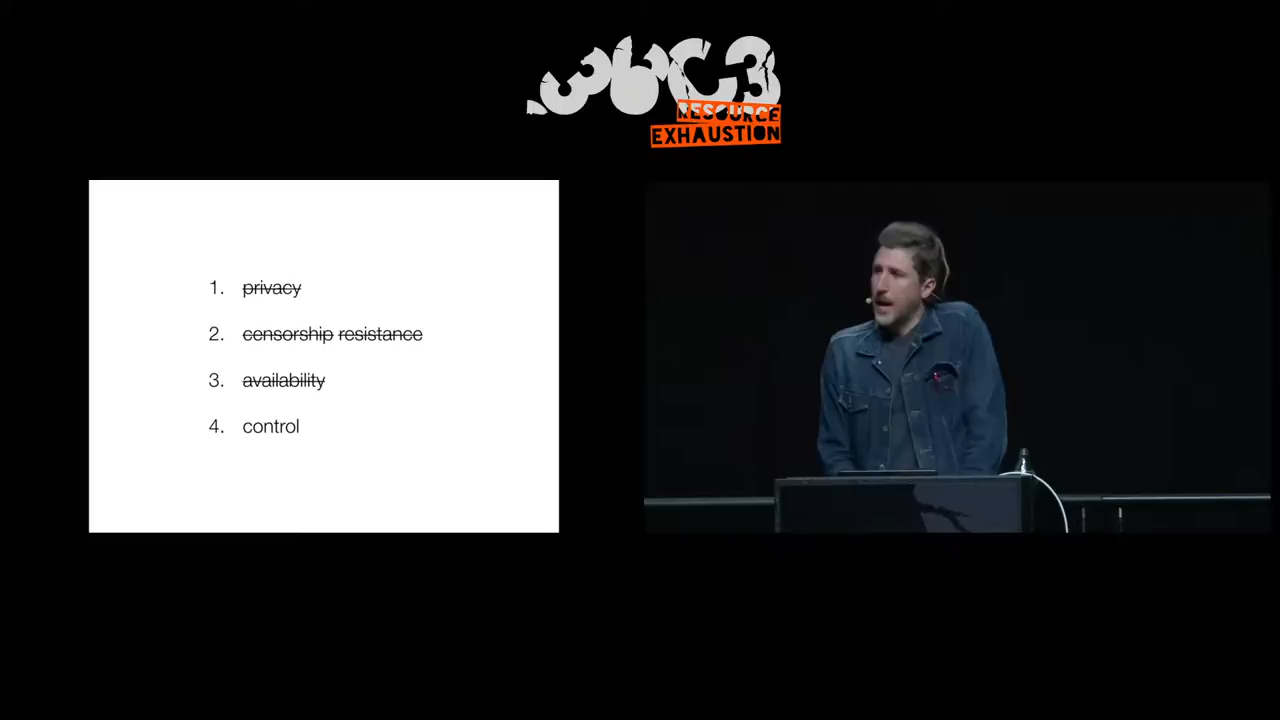 36C3
RESOURCE
EXHAUSTION
1. privacy
2. censorship resistance
3. availability
4. control